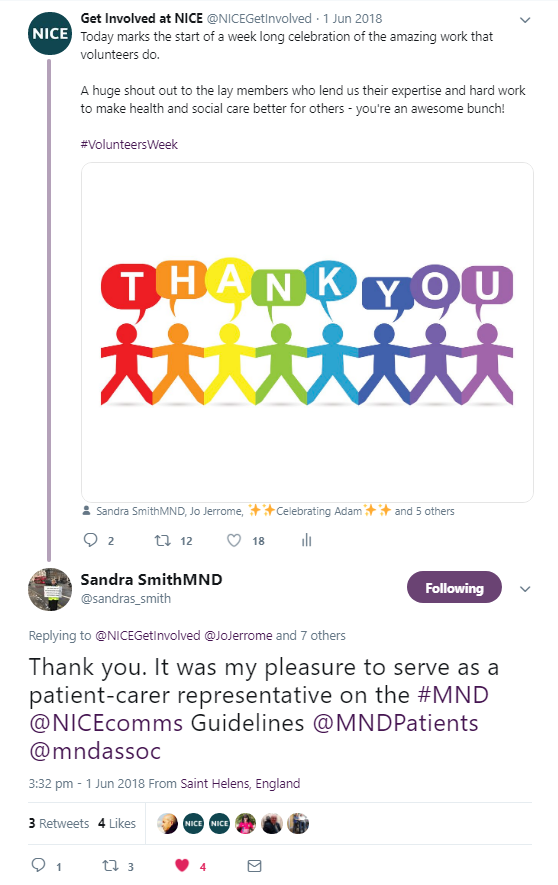 NICE
Get Involved at NICE @NICEGetInvolved · 1 Jun 2018
Today marks the start of a week long celebration of the amazing work that
volunteers do.
A huge shout out to the lay members who lend us their expertise and hard work
to make health and social care better for others - you're an awesome bunch!
#VolunteersWeek
THANK YOU
Sandra SmithMND, Jo Jerrome, ✨✨Celebrating Adam✨✨ and 5 others
2 12 18
Sandra SmithMND
@sandras_smith
Following
Replying to @NICEGetInvolved @JoJerrome and 7 others
Thank you. It was my pleasure to serve as a
patient-carer representative on the #MND
@NICEcomms Guidelines @MNDPatients
@mndassoc
3:32 pm - 1 Jun 2018 From Saint Helens, England
3 Retweets 4 Likes
NICE NICE
1 3 4